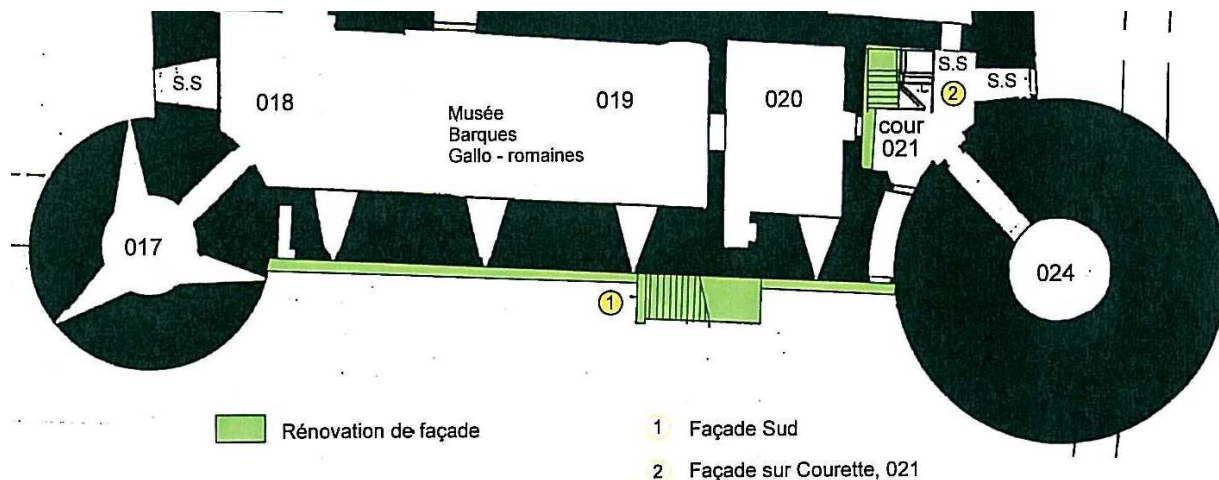 S.S
018
Musée
Barques
Gallo - romaines
019
020
S.S
S.S
2
cour
021
017
024
1
Rénovation de façade
1 Façade Sud
2 Façade sur Courette, 021